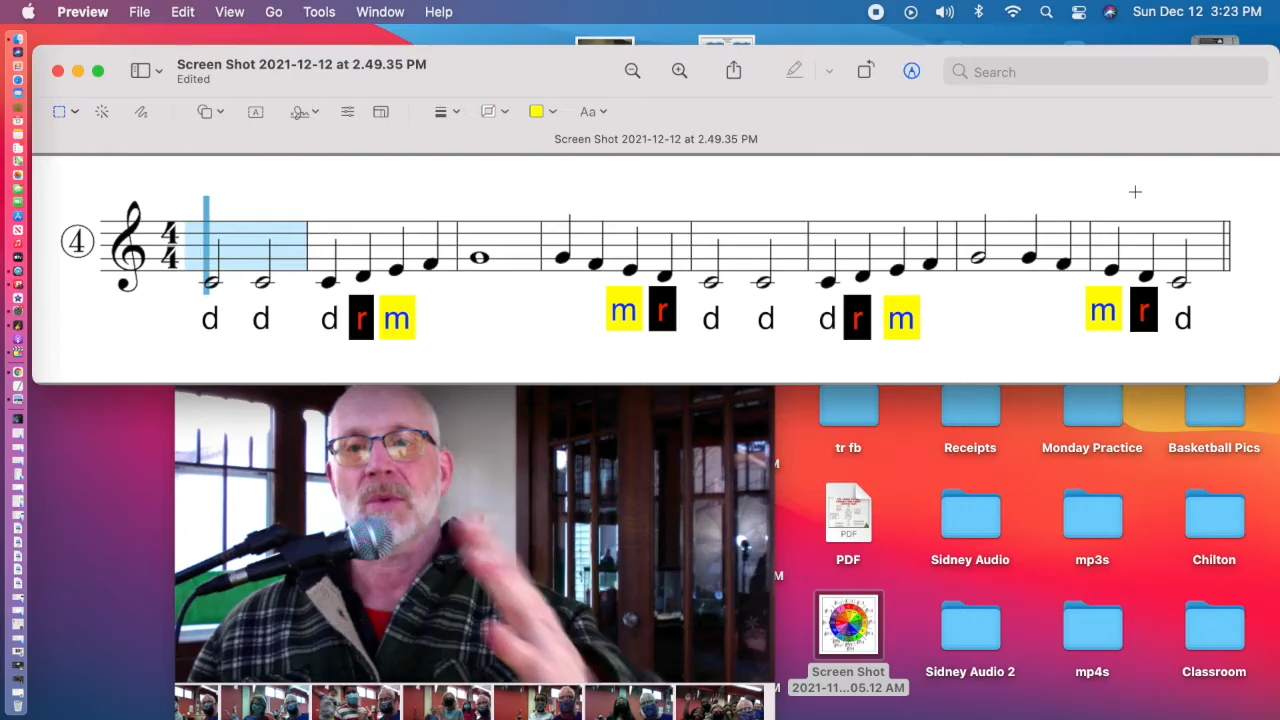 Preview File Edit View Go Tools Window Help Sun Dec 12 3:23 PM
Screen Shot 2021-12-12 at 2.49.35 PM
Edited
Search
A Aa
Screen Shot 2021-12-12 at 2.49.35 PM
4 4 4
d d d r m m r d d d r m m r d
tr fb Receipts Monday Practice Basketball Pics
PDF
PDF Sidney Audio mp3s Chilton
Screen Shot
2021-11...05.12 AM Sidney Audio 2 mp4s Classroom